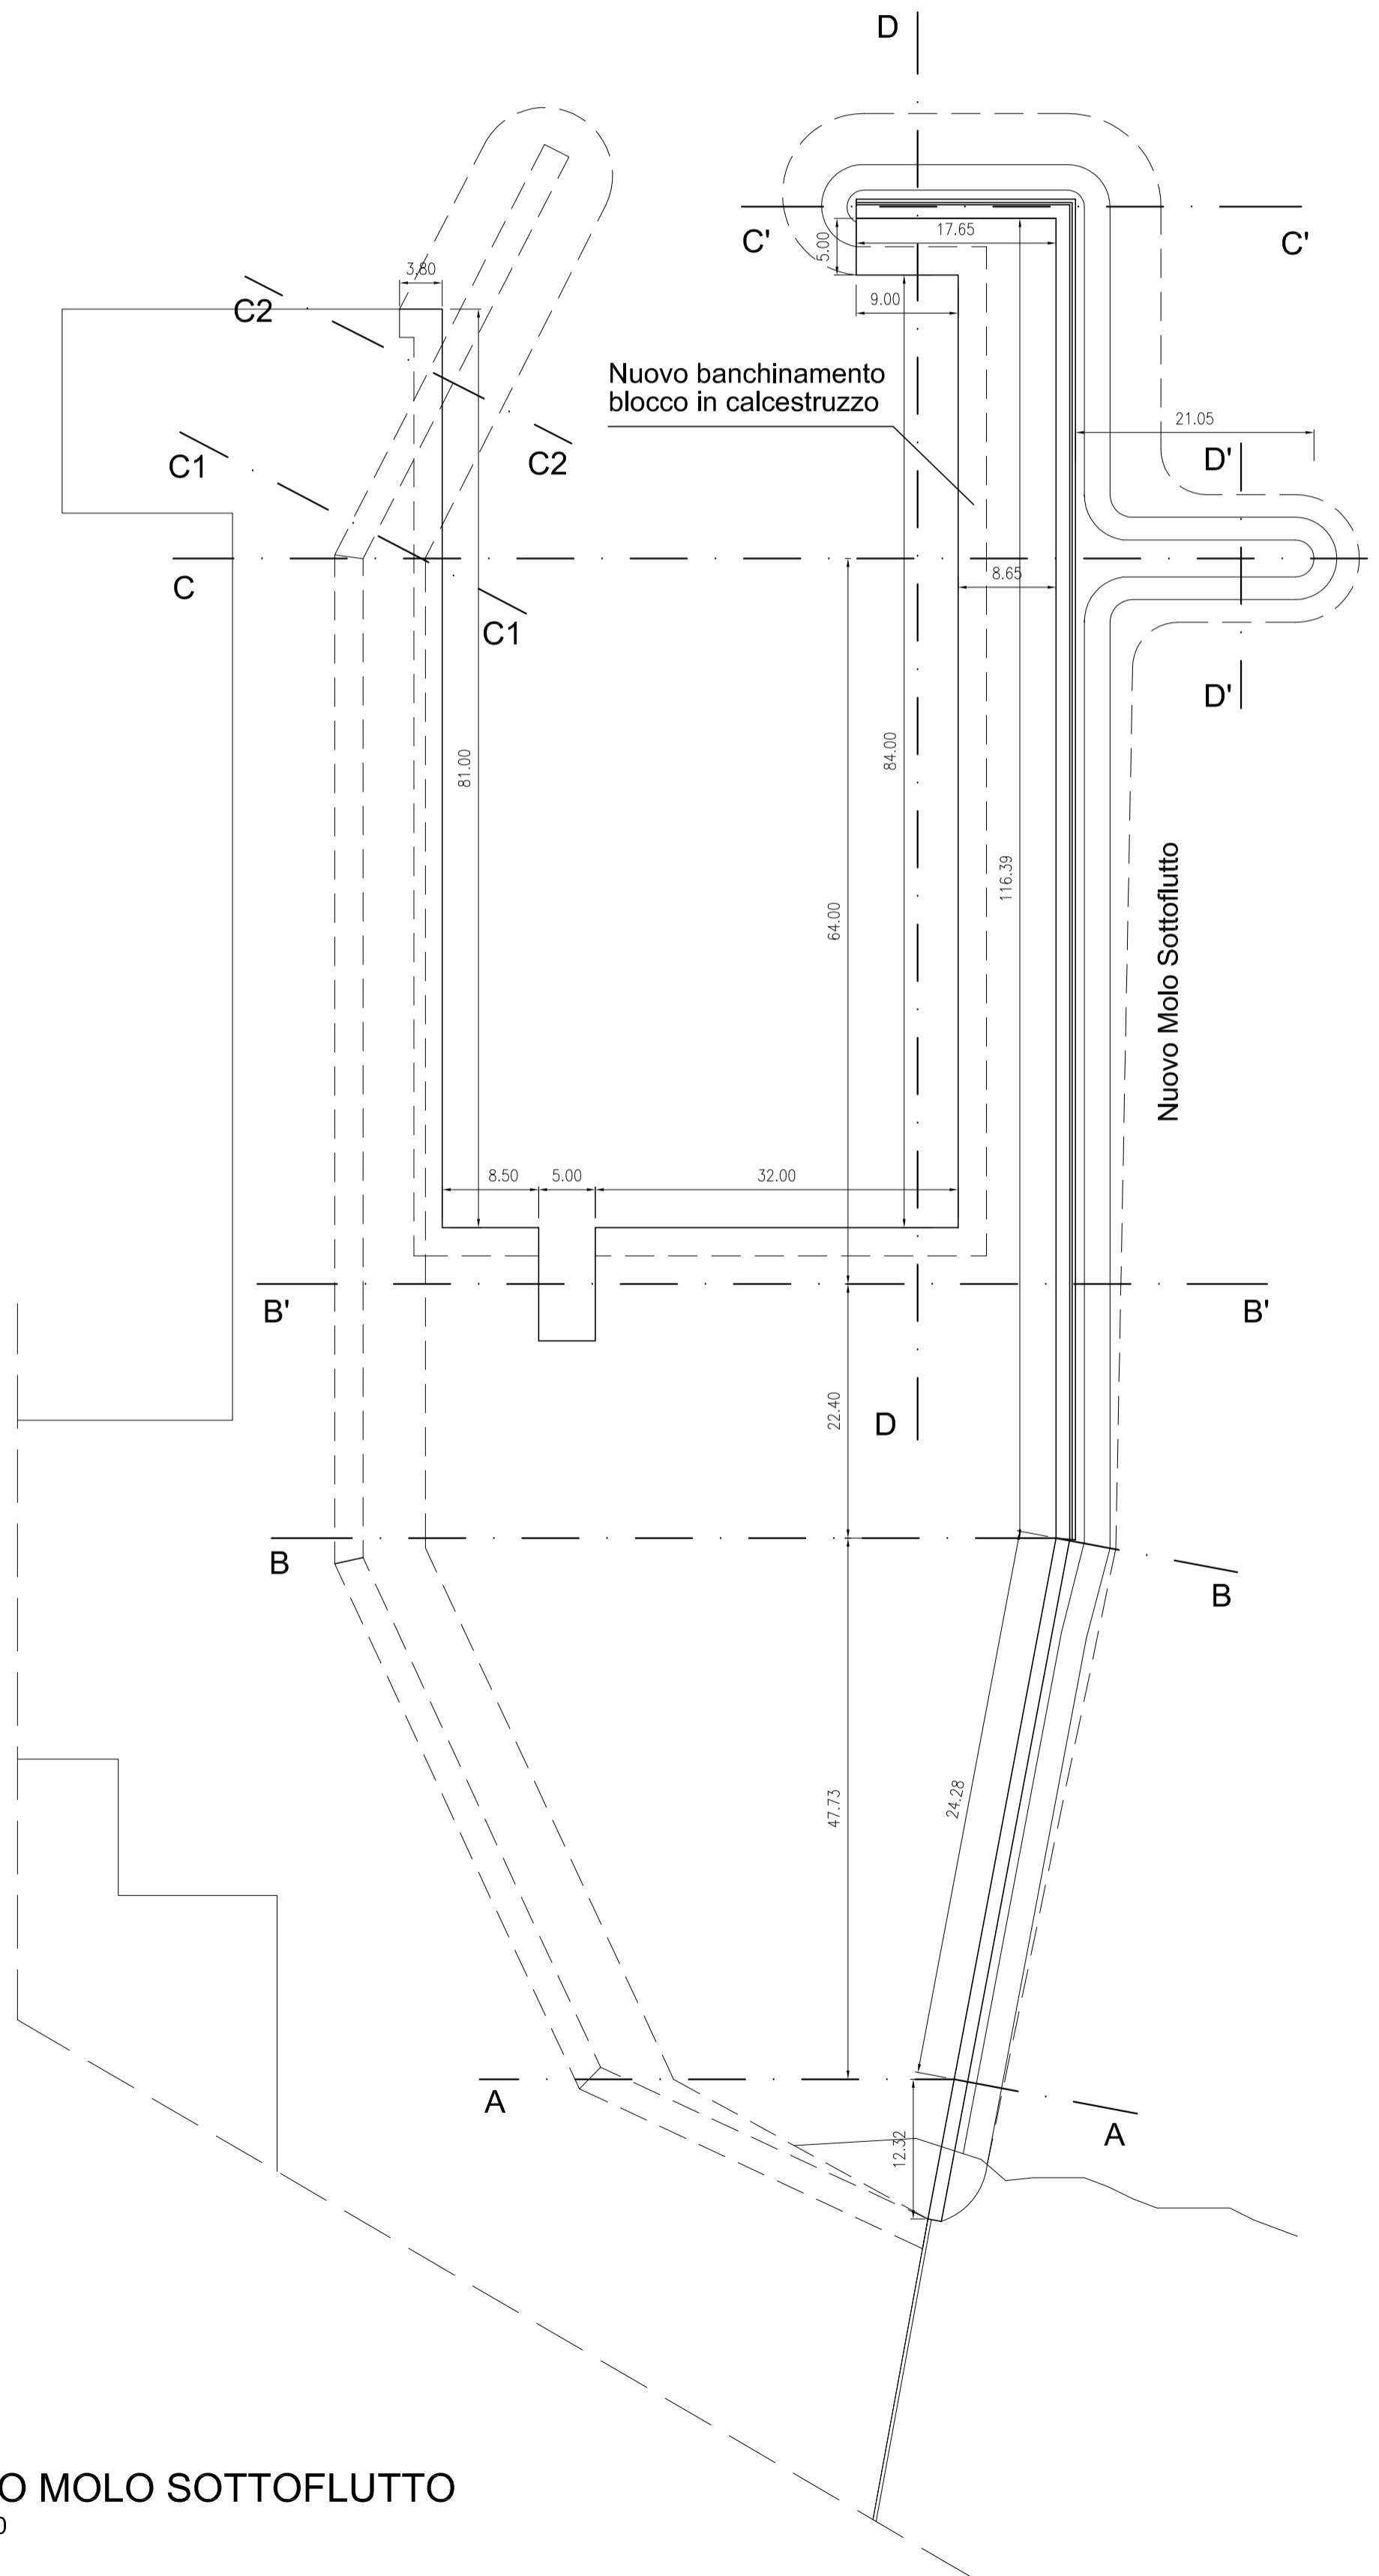 D
C'
C'
17.65
5.00
3,80
C2
9.00
Nuovo banchinamento
blocco in calcestruzzo
21.05
C1
C2
D'
C
8.65
C1
D'
81.00
84.00
116.39
64.00
Nuovo Molo Sottoflutto
8.50
5.00
32.00
B'
B'
22.40
D
B
B
47.73
24.28
A
A
12.32
O MOLO SOTTOFLUTTO